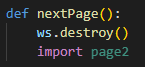 def nextPage():
    ws.destroy()
    import page2